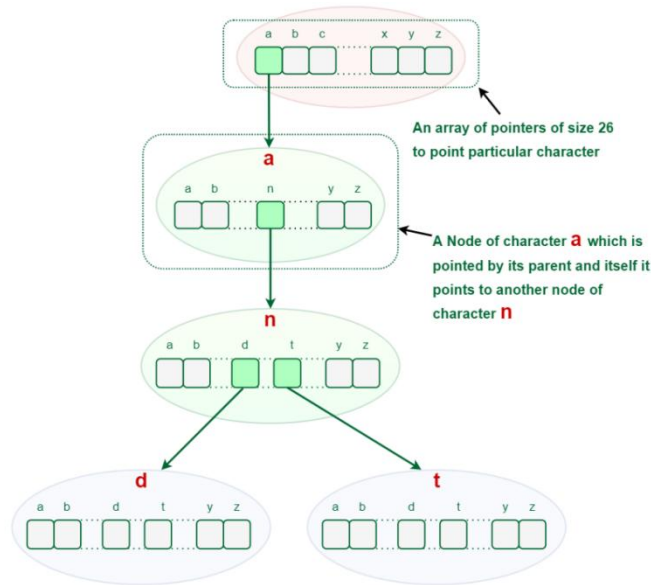 a b c x y z
An array of pointers of size 26
to point particular character
a
a b n y z
A Node of character a which is
pointed by its parent and itself it
points to another node of
character n
n
a b d t y z
d
t
a b d t y z
a b d t y z